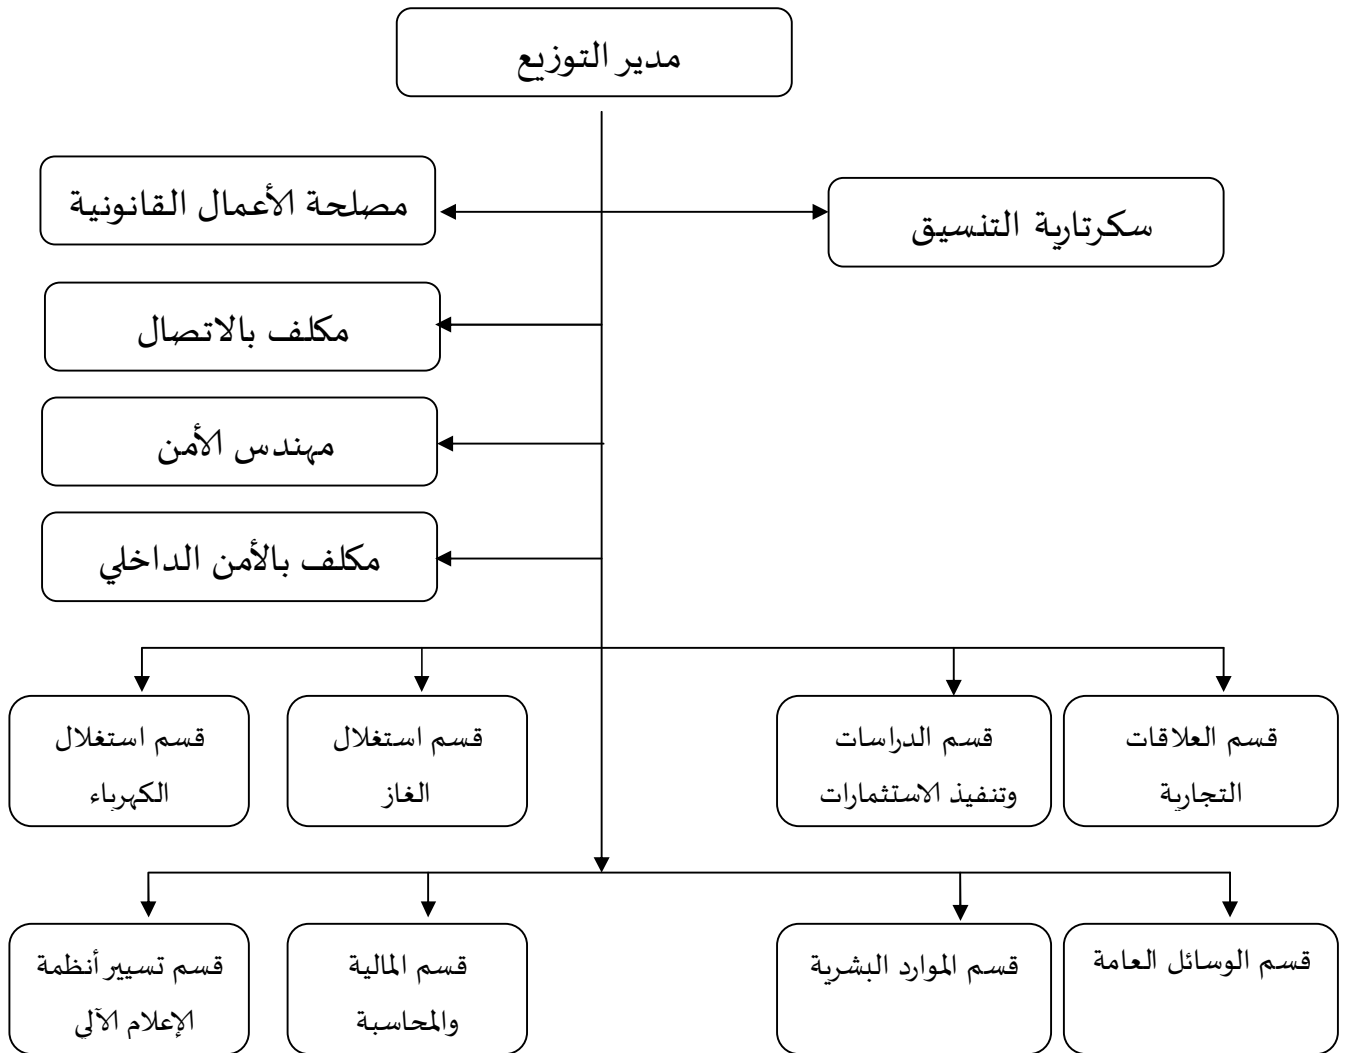 مدير التوزيع
سكرتارية التنسيق
مصلحة الأعمال القانونية
مكلف بالاتصال
مهندس الأمن
مكلف بالأمن الداخلي
قسم العلاقات
التجارية
قسم الدراسات
وتنفيذ الاستثمارات
قسم استغلال
الغاز
قسم استغلال
الكهرباء
قسم الوسائل العامة
قسم الموارد البشرية
قسم المالية
والمحاسبة
قسم تسيير أنظمة
الإعلام الآلي